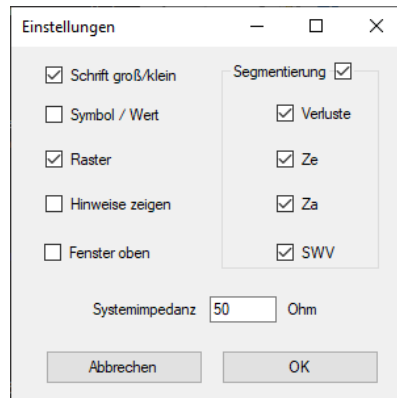 Einstellungen
Schrift groß/klein
Segmentierung
Symbol / Wert
Verluste
Raster
Ze
Hinweise zeigen
Za
Fenster oben
SWV
Systemimpedanz 50 Ohm
Abbrechen
OK